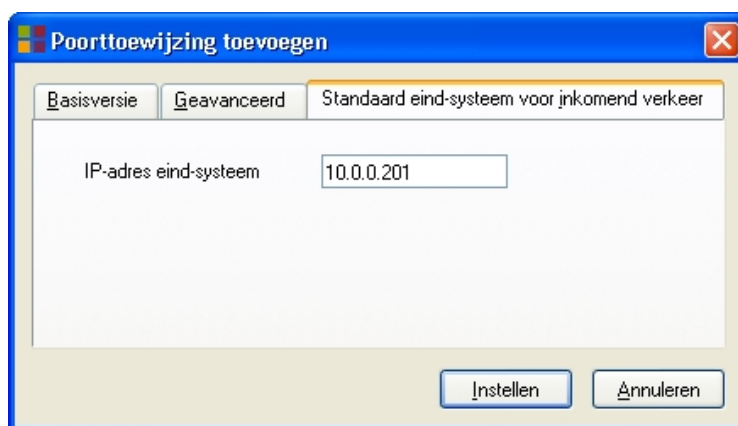 Poorttoewijzing toevoegen
Basisversie Geavanceerd Standaard eind-systeem voor inkomend verkeer
IP-adres eind-systeem 10.0.0.201
Instellen Annuleren